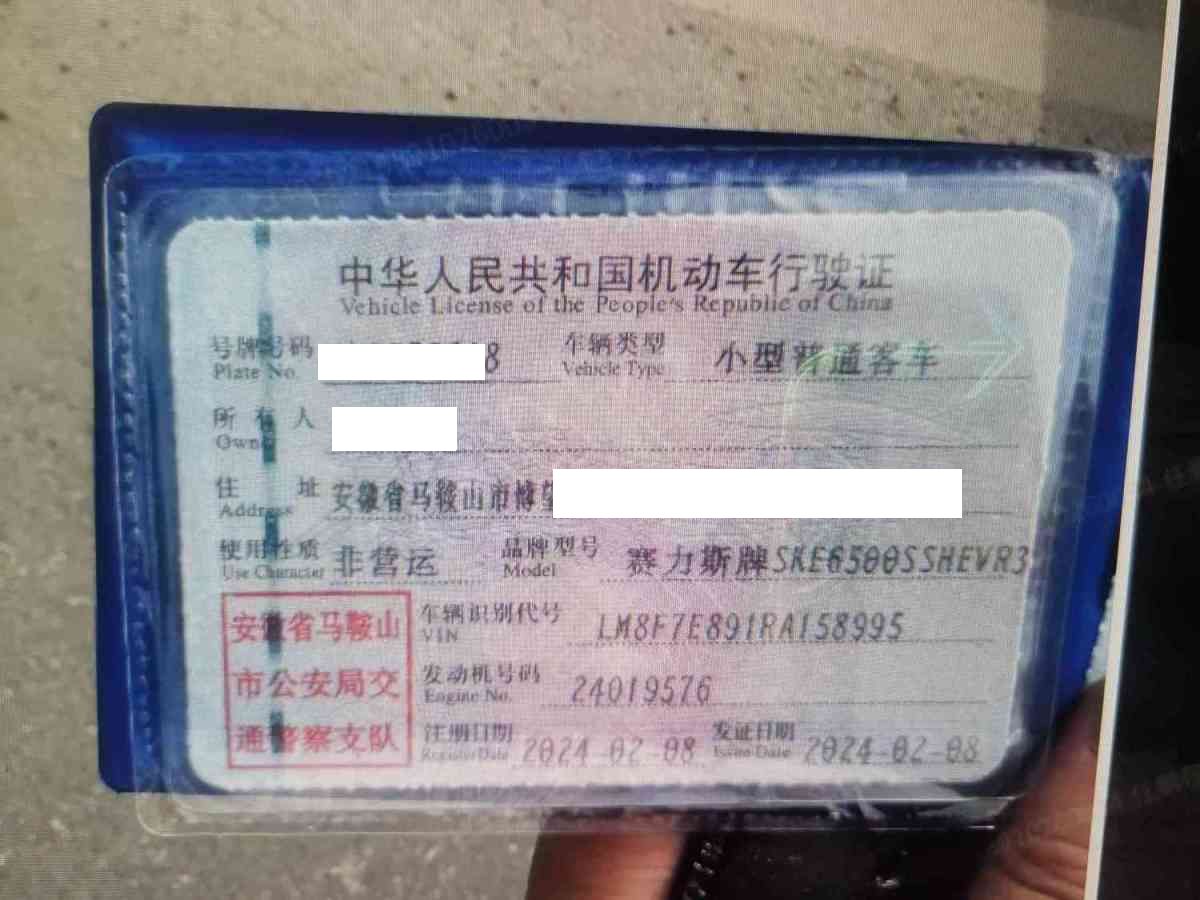 中华人民共和国机动车行驶证
Vehicle License of the People's Republic of China
号牌号码 8 车辆类型 小型普通客车
Plate No. Vehicle Type
所有人
Owner
住址 安徽省马鞍山市博望
Address
使用性质 非营运 品牌型号 赛力斯牌SKE6500SSHEVR3
Use Character Model
安徽省马鞍山
市公安局交
通警察支队
车辆识别代号 LM8F7E891RA158995
VIN
发动机号码 24019576
Engine No.
注册日期 2024-02-08 发证日期 2024-02-08
Register Date Issue Date